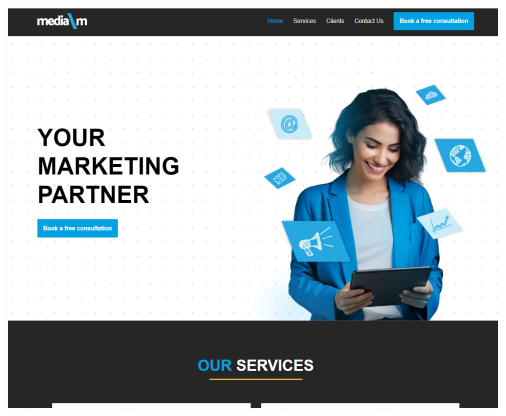 media\m
Home Services Clients Contact Us Book a free consultation
YOUR
MARKETING
PARTNER
Book a free consultation
OUR SERVICES